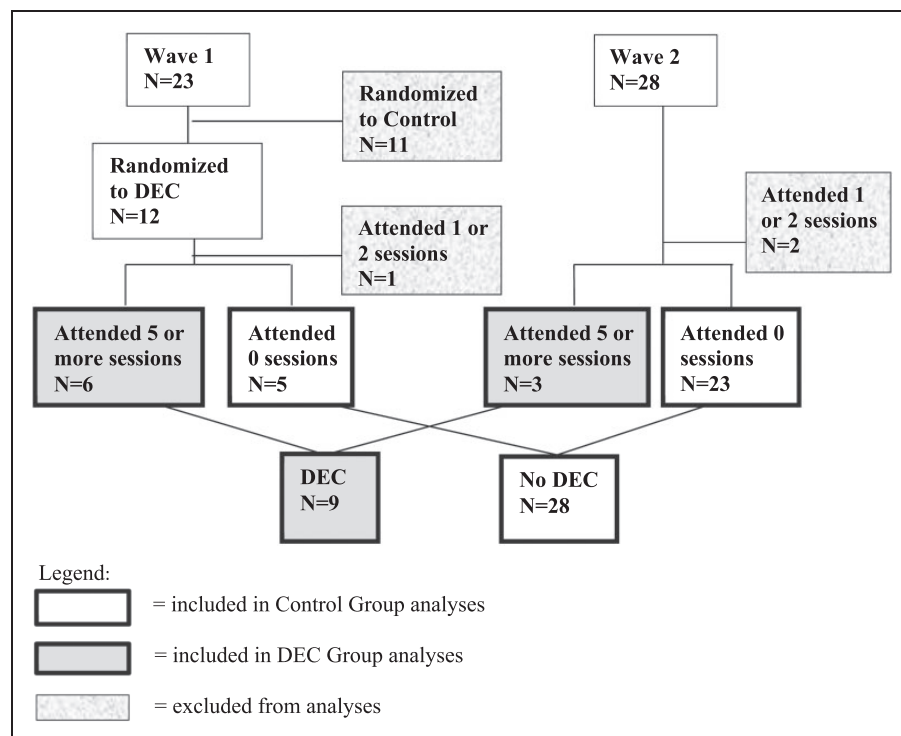 Wave 1
N=23
Wave 2
N=28
Randomized
to Control
N=11
Randomized
to DEC
N=12
Attended 1
or 2 sessions
N=2
Attended 1 or
2 sessions
N=1
Attended 5 or
more sessions
N=6
Attended
0 sessions
N=5
Attended 5 or
more sessions
N=3
Attended 0
sessions
N=23
DEC
N=9
No DEC
N=28
Legend:
= included in Control Group analyses
= included in DEC Group analyses
= excluded from analyses